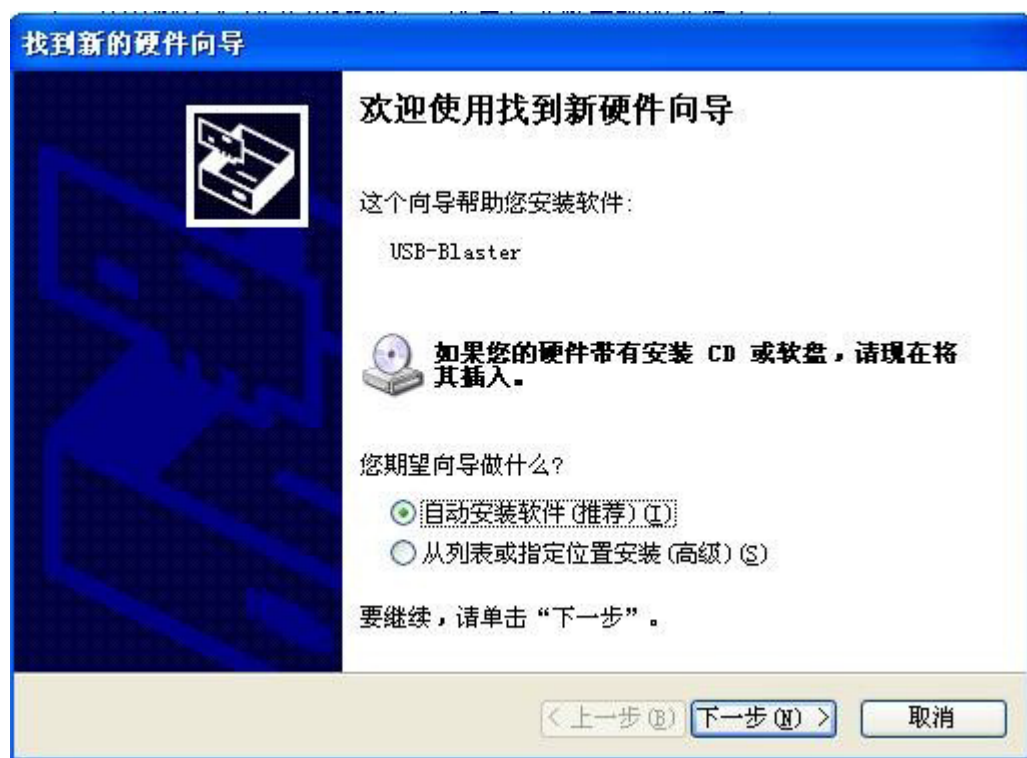 找到新的硬件向导
欢迎使用找到新硬件向导
这个向导帮助您安装软件:
USB-Blaster
如果您的硬件带有安装 CD 或软盘，请现在将
其插入。
您期望向导做什么?
自动安装软件(推荐)(I)
从列表或指定位置安装(高级)(S)
要继续，请单击“下一步”。
< 上一步(B) 下一步(N) > 取消